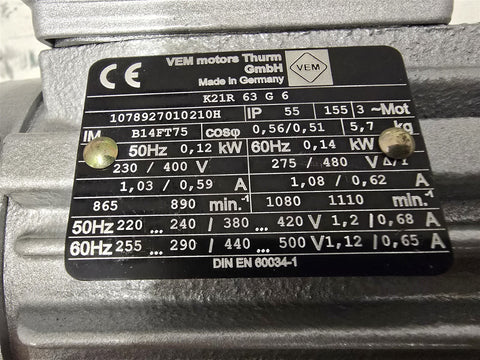 CE
VEM motors Thurm
GmbH
Made in Germany
VEM
K21R 63 G 6
1078927010210H IP 55 155 3 ~Mot
IM B14FT75 cosφ 0,56/0,51 5,7 kg
50Hz 0,12 kW 60Hz 0,14 kW
230 / 400 V 275 / 480 V
1,03 / 0,59 A 1,08 / 0,62 A
865 890 min.-1 1080 1110 min.-1
50Hz 220 ... 240 / 380 ... 420 V 1,2 / 0,68 A
60Hz 255 ... 290 / 440 ... 500 V 1,12 / 0,65 A
DIN EN 60034-1